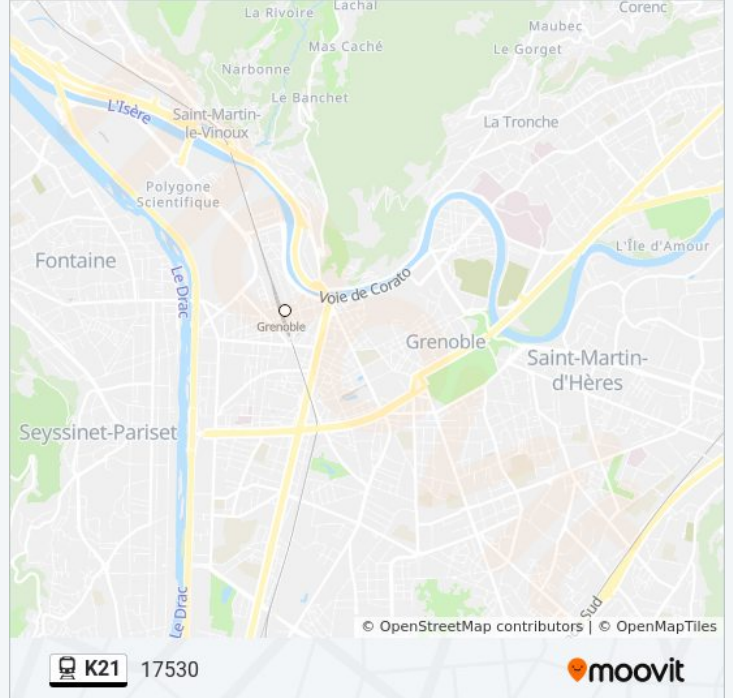 Lachal
La Rivoire
Corenc
Maubec
Mas Caché
Le Gorget
Narbonne
Le Banchet
L'Isère
Saint-Martin-
le-Vinoux
La Tronche
Polygone
Scientifique
L'Île d'Amour
Fontaine
Le Drac
Voie de Corato
Grenoble
Grenoble
Saint-Martin-
d'Hères
Seyssinet-Pariset
Le Drac
Sud
© OpenStreetMap contributors | © OpenMapTiles
K21 17530
moovit